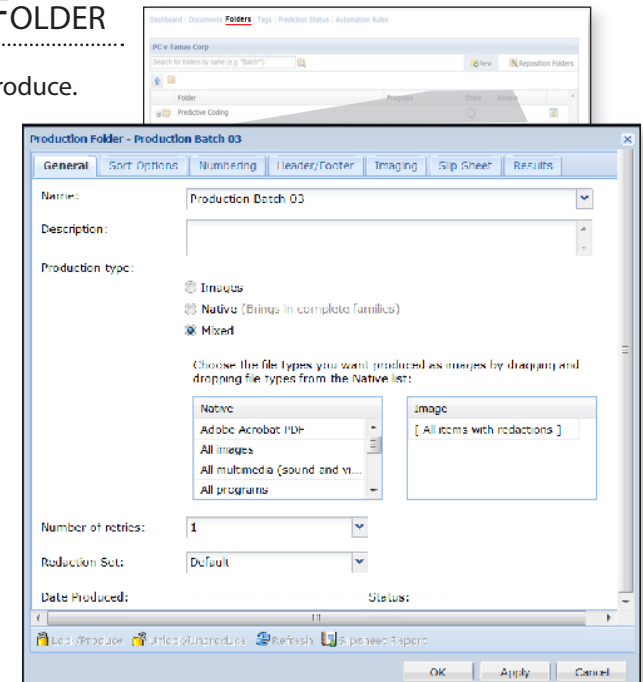 FOLDER
roduce.
Dashboard | Documents Folders Tags | Prediction Status | Automation Rules
PC v Tamas Corp
Search for folders by name (e.g. "Batch*")
New
Reposition Folders
Folder Progress State Review
Predictive Coding
Production Folder - Production Batch 03
General Sort Options Numbering Header/Footer Imaging Slip Sheet Results
Name: Production Batch 03
Description:
Production type:
Images
Native (Brings in complete families)
Mixed
Choose the file types you want produced as images by dragging and
dropping file types from the Native list:
Native Image
Adobe Acrobat PDF [ All items with redactions ]
All images
All multimedia (sound and vi...
All programs
Number of retries: 1
Redaction Set: Default
Date Produced: Status:
Lock/Produce Unlock/Unproduce Refresh Slipsheet Report
OK Apply Cancel